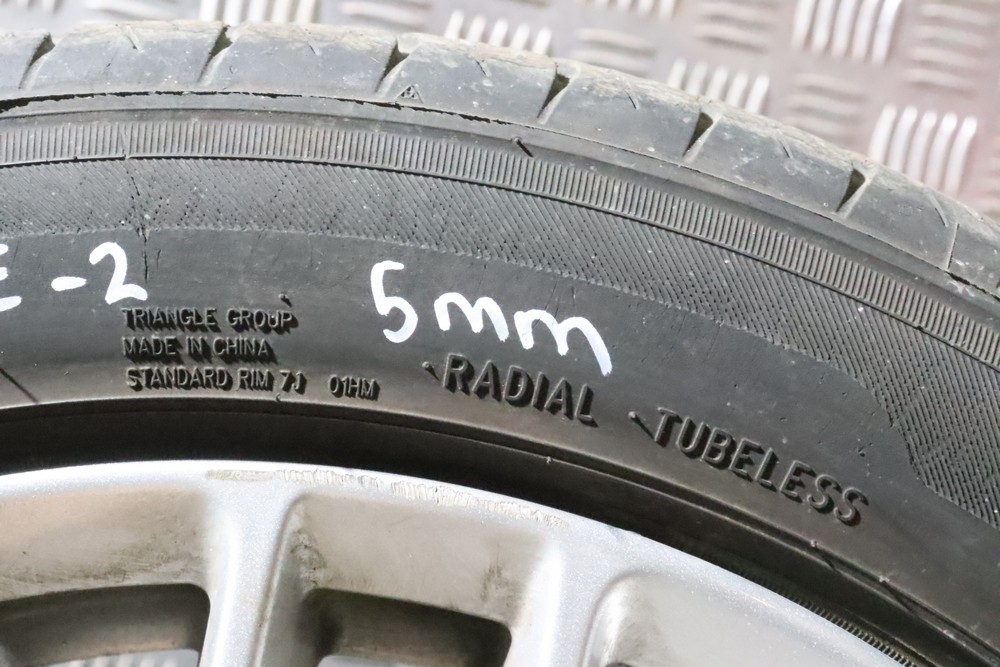 E-2
5mm
TRIANGLE GROUP
MADE IN CHINA
STANDARD RIM 7J 01HM
RADIAL
TUBELESS